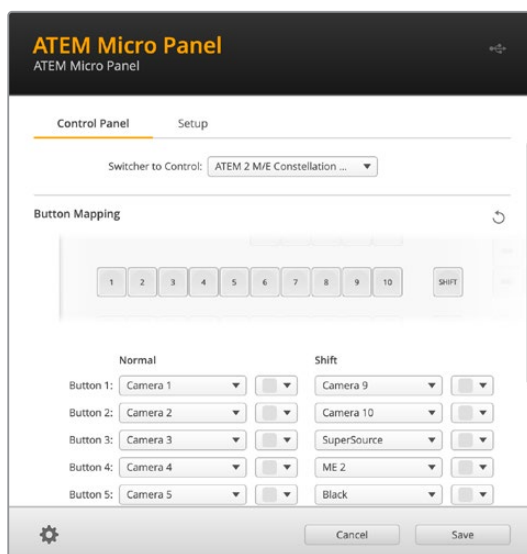 ATEM Micro Panel
ATEM Micro Panel
Control Panel Setup
Switcher to Control: ATEM 2 M/E Constellation ...
Button Mapping
1 2 3 4 5 6 7 8 9 10 SHIFT
Normal Shift
Button 1: Camera 1 Camera 9
Button 2: Camera 2 Camera 10
Button 3: Camera 3 SuperSource
Button 4: Camera 4 ME 2
Button 5: Camera 5 Black
Cancel Save